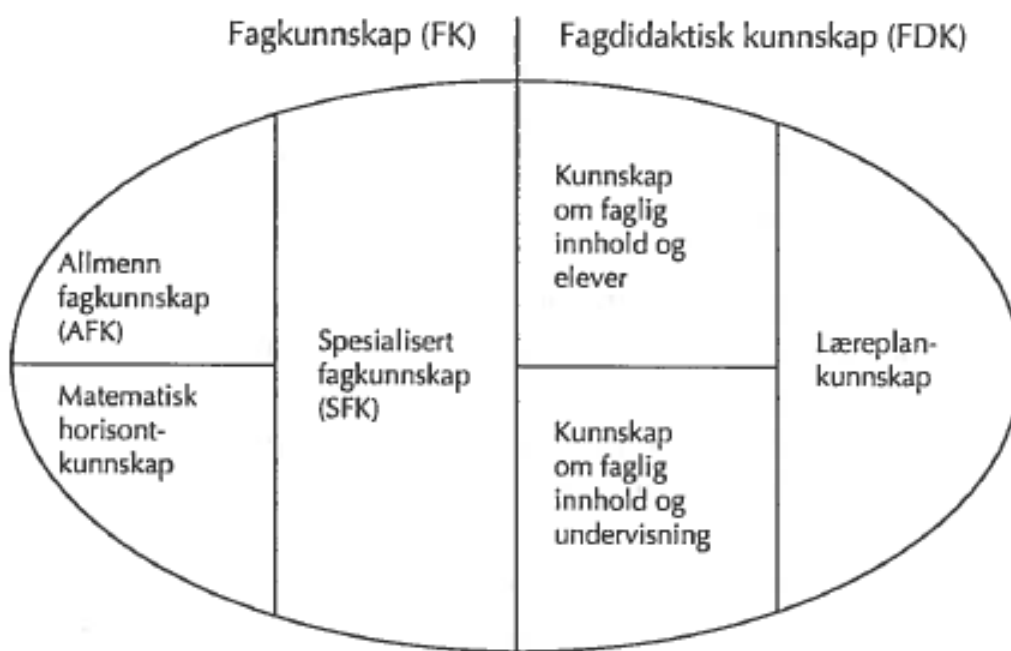 Fagkunnskap (FK)
Fagdidaktisk kunnskap (FDK)
Allmenn
fagkunnskap
(AFK)
Matematisk
horisont-
kunnskap
Spesialisert
fagkunnskap
(SFK)
Kunnskap
om faglig
innhold og
elever
Kunnskap
om faglig
innhold og
undervisning
Læreplan-
kunnskap